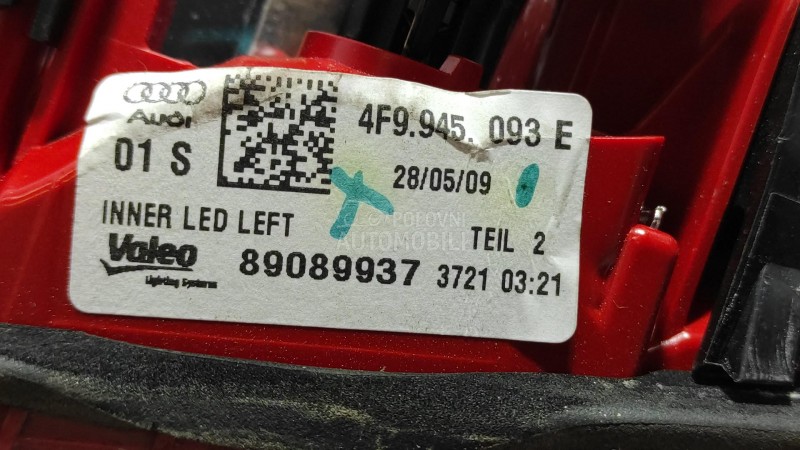 Audi
4F9.945. 093 E
01 S
28/05/09
INNER LED LEFT
TEIL 2
Valeo
Lighting Systems
89089937 3721 03:21
POLOVNI
AUTOMOBILI